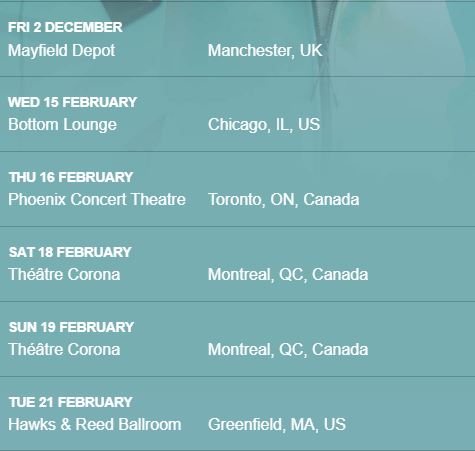 FRI 2 DECEMBER
Mayfield Depot Manchester, UK
WED 15 FEBRUARY
Bottom Lounge Chicago, IL, US
THU 16 FEBRUARY
Phoenix Concert Theatre Toronto, ON, Canada
SAT 18 FEBRUARY
Théâtre Corona Montreal, QC, Canada
SUN 19 FEBRUARY
Théâtre Corona Montreal, QC, Canada
TUE 21 FEBRUARY
Hawks & Reed Ballroom Greenfield, MA, US